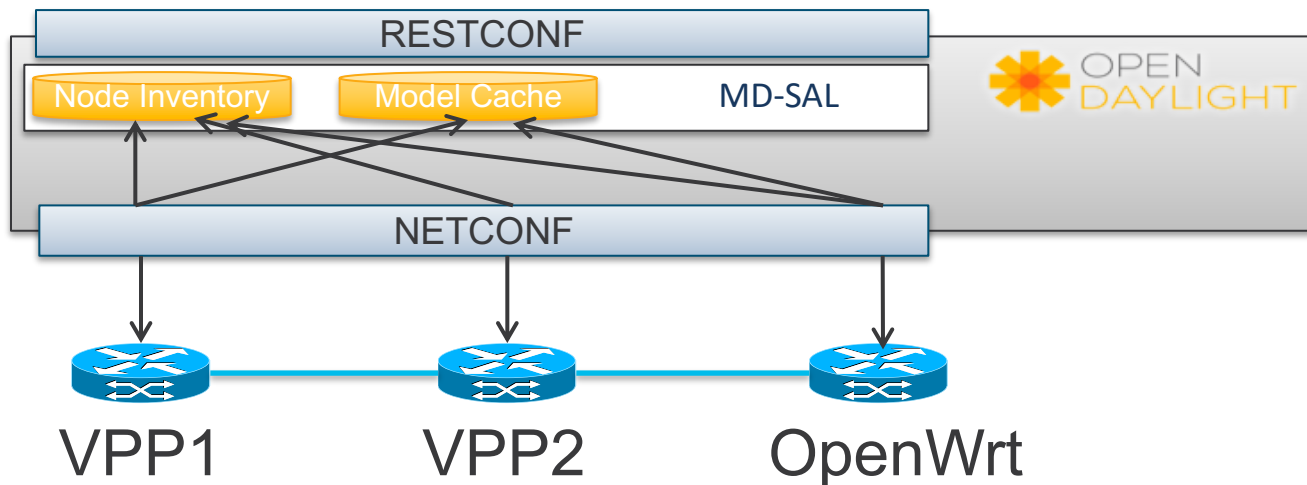 RESTCONF
Node Inventory
Model Cache
MD-SAL
OPEN
DAYLIGHT
NETCONF
VPP1
VPP2
OpenWrt